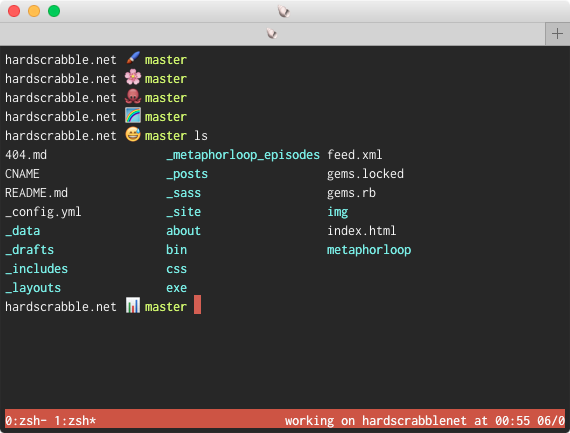 hardscrabble.net 🚀 master
hardscrabble.net 🌸 master
hardscrabble.net 🐙 master
hardscrabble.net 🌈 master
hardscrabble.net 😅 master ls
404.md _metaphorloop_episodes feed.xml
CNAME _posts gems.locked
README.md _sass gems.rb
_config.yml _site img
_data about index.html
_drafts bin metaphorloop
_includes css
_layouts exe
hardscrabble.net 📊 master
0:zsh- 1:zsh* working on hardscrabblenet at 00:55 06/0